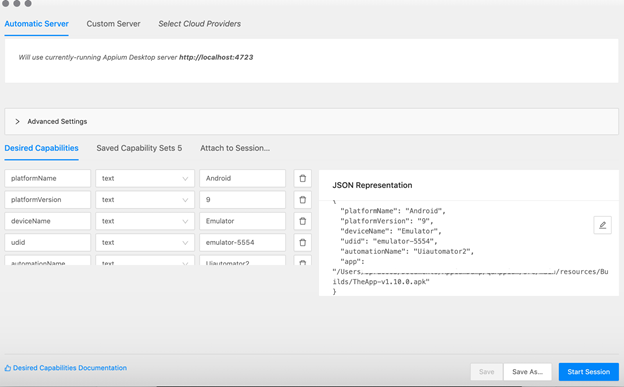 Automatic Server Custom Server Select Cloud Providers
Will use currently-running Appium Desktop server http://localhost:4723
Advanced Settings
Desired Capabilities Saved Capability Sets 5 Attach to Session...
platformName text Android
platformVersion text 9
deviceName text Emulator
udid text emulator-5554
automationName text Uiautomator2
JSON Representation
{
"platformName": "Android",
"platformVersion": "9",
"deviceName": "Emulator",
"udid": "emulator-5554",
"automationName": "Uiautomator2",
"app":
"/Users/ /resources/Bu
ilds/TheApp-v1.10.0.apk"
}
Desired Capabilities Documentation
Save Save As... Start Session